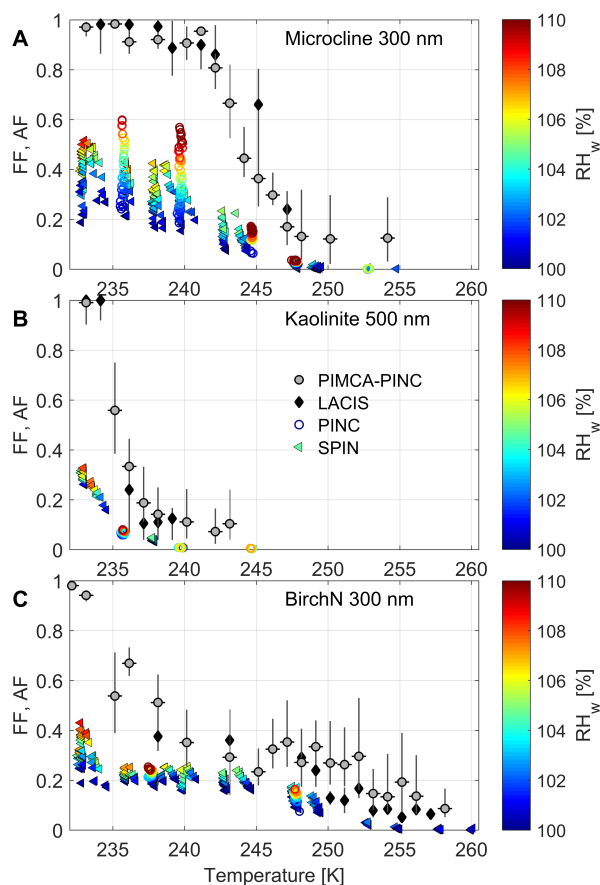 A
Microcline 300 nm
FF, AF
1
0.8
0.6
0.4
0.2
0
235 240 245 250 255 260
110
108
106
104
102
100
RH_w [%]
B
Kaolinite 500 nm
PIMCA-PINC
LACIS
PINC
SPIN
FF, AF
1
0.8
0.6
0.4
0.2
0
235 240 245 250 255 260
110
108
106
104
102
100
RH_w [%]
C
BirchN 300 nm
FF, AF
1
0.8
0.6
0.4
0.2
0
235 240 245 250 255 260
Temperature [K]
110
108
106
104
102
100
RH_w [%]